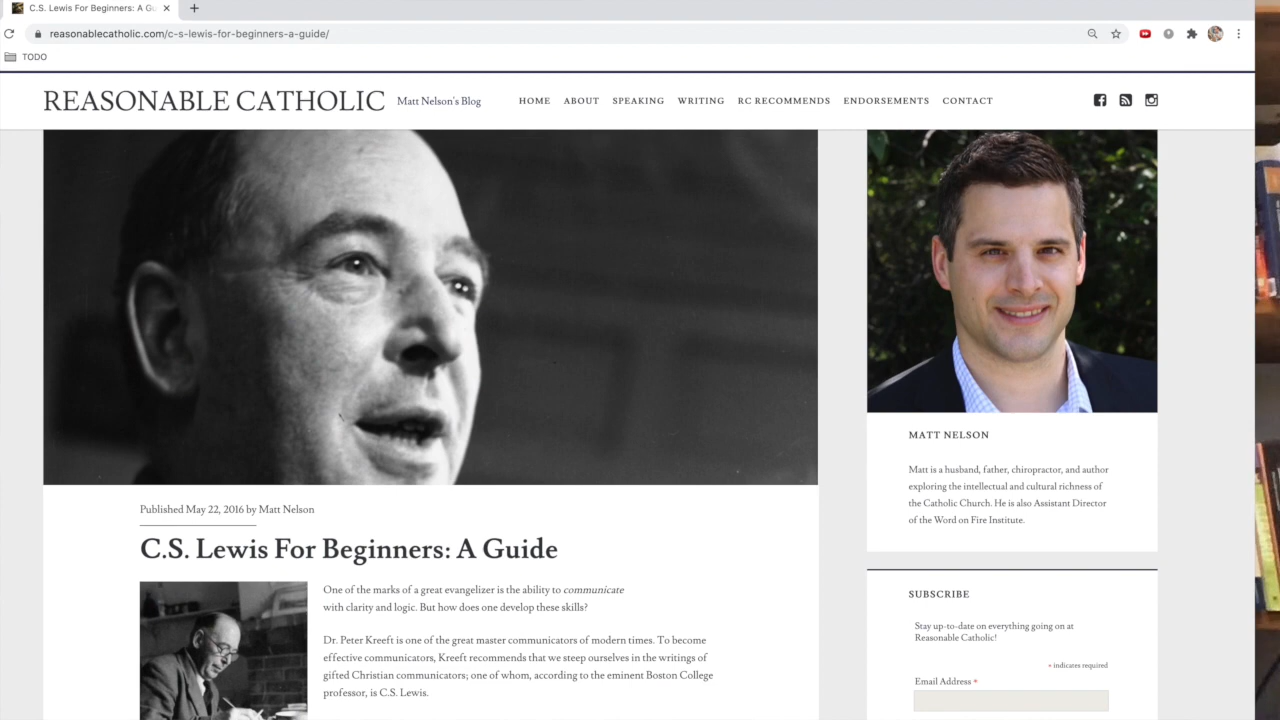 C.S. Lewis For Beginners: A Gu
reasonablecatholic.com/c-s-lewis-for-beginners-a-guide/
TODO
REASONABLE CATHOLIC
Matt Nelson's Blog
HOME ABOUT SPEAKING WRITING RC RECOMMENDS ENDORSEMENTS CONTACT
Published May 22, 2016 by Matt Nelson
C.S. Lewis For Beginners: A Guide
One of the marks of a great evangelizer is the ability to communicate
with clarity and logic. But how does one develop these skills?
Dr. Peter Kreeft is one of the great master communicators of modern times. To become
effective communicators, Kreeft recommends that we steep ourselves in the writings of
gifted Christian communicators; one of whom, according to the eminent Boston College
professor, is C.S. Lewis.
MATT NELSON
Matt is a husband, father, chiropractor, and author
exploring the intellectual and cultural richness of
the Catholic Church. He is also Assistant Director
of the Word on Fire Institute.
SUBSCRIBE
Stay up-to-date on everything going on at
Reasonable Catholic!
* indicates required
Email Address *